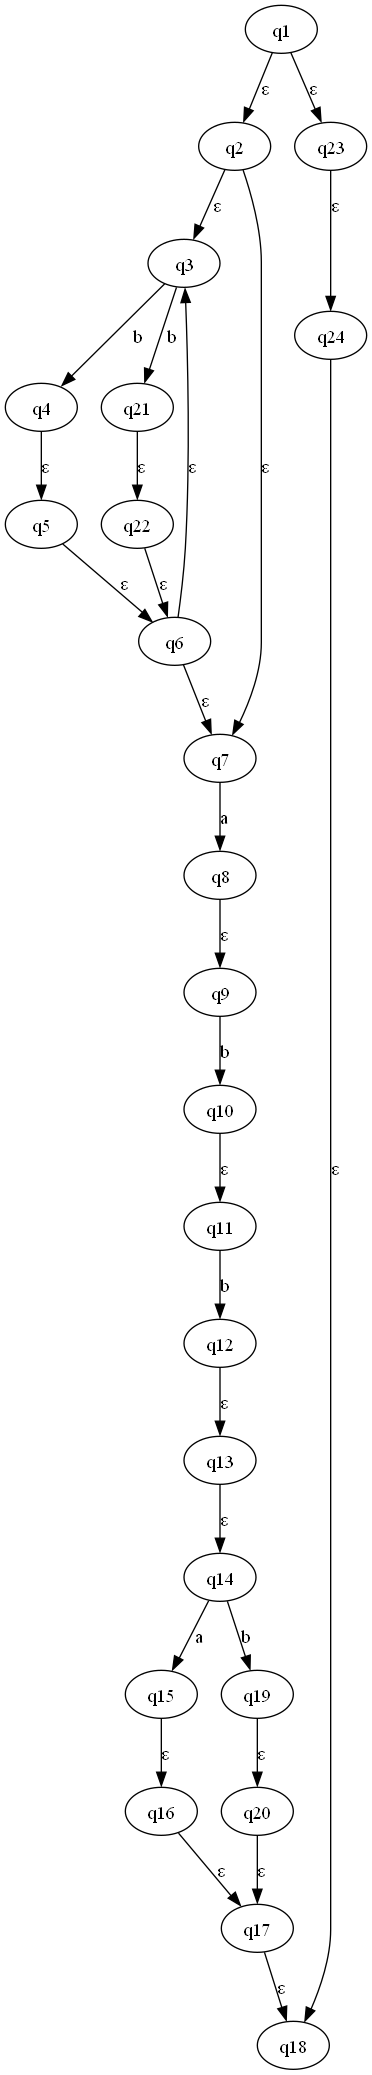 q1
ε ε
q2 q23
ε ε
q3
b b q24
q4 q21
ε ε ε ε
q5 q22
ε ε
q6
ε
q7
a
q8
ε
q9
b
q10
ε ε
q11
b
q12
ε
q13
ε
q14
a b
q15 q19
ε ε
q16 q20
ε ε
q17
ε
q18